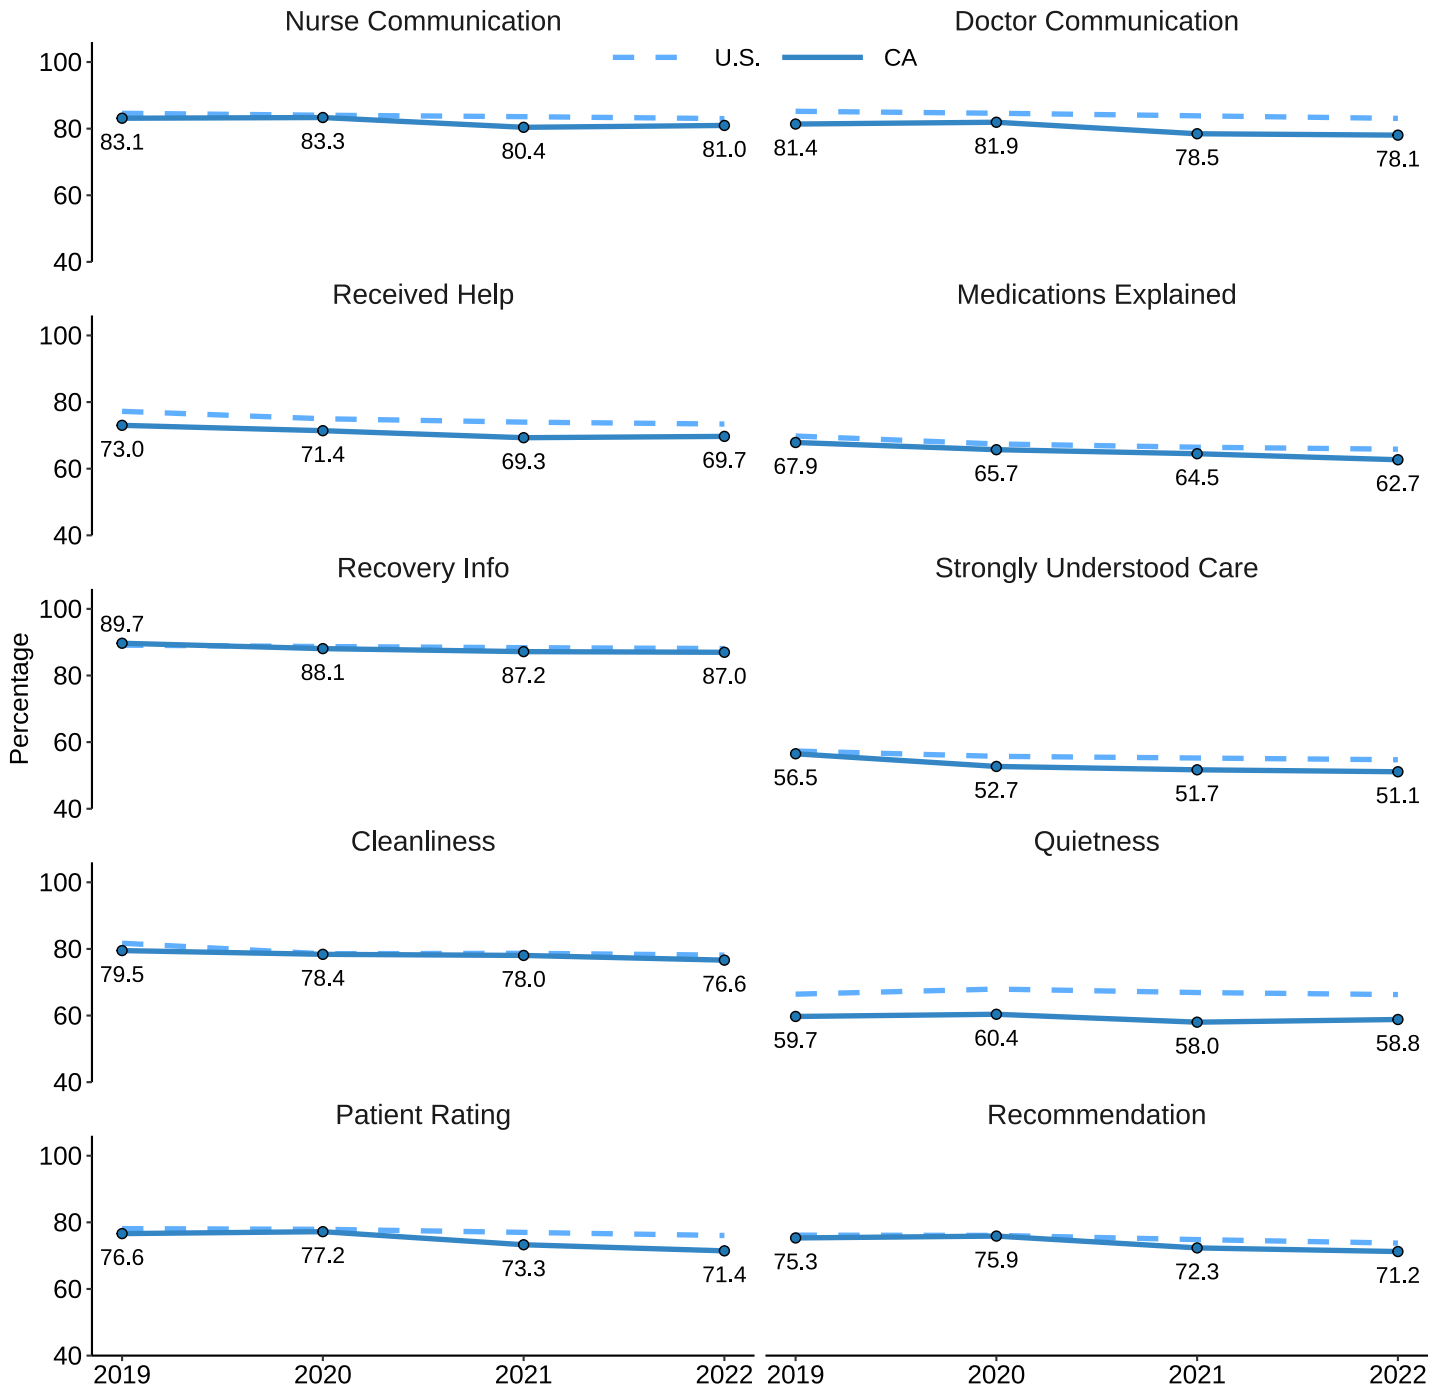 Nurse Communication
Doctor Communication
U.S. CA
100
80
60
40
83.1 83.3 80.4 81.0
81.4 81.9 78.5 78.1
Received Help
Medications Explained
100
80
60
40
73.0 71.4 69.3 69.7
67.9 65.7 64.5 62.7
Recovery Info
Strongly Understood Care
100
80
60
40
89.7 88.1 87.2 87.0
56.5 52.7 51.7 51.1
Percentage
Cleanliness
Quietness
100
80
60
40
79.5 78.4 78.0 76.6
59.7 60.4 58.0 58.8
Patient Rating
Recommendation
100
80
60
40
76.6 77.2 73.3 71.4
75.3 75.9 72.3 71.2
2019 2020 2021 2022 2019 2020 2021 2022